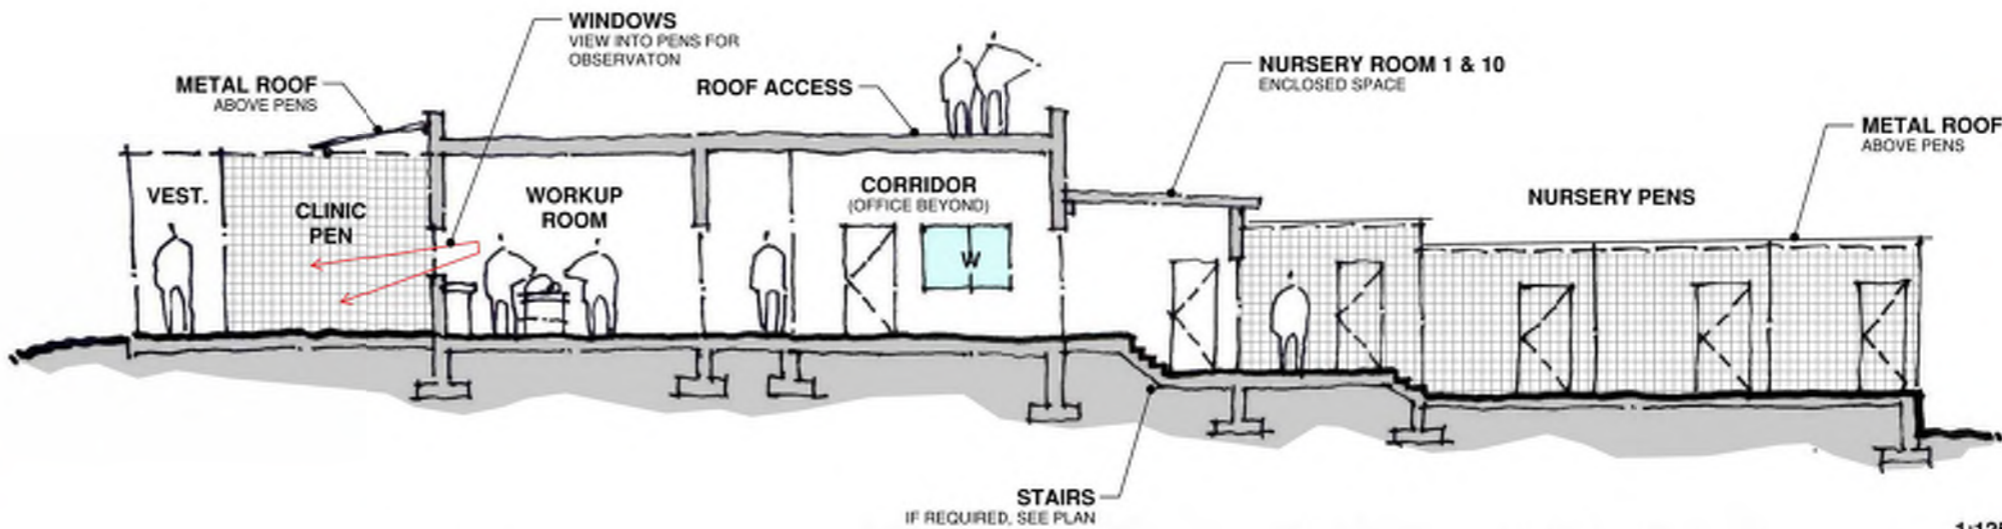 WINDOWS
VIEW INTO PENS FOR
OBSERVATON
METAL ROOF
ABOVE PENS
ROOF ACCESS
NURSERY ROOM 1 & 10
ENCLOSED SPACE
METAL ROOF
ABOVE PENS
VEST.
CLINIC
PEN
WORKUP
ROOM
CORRIDOR
(OFFICE BEYOND)
W
NURSERY PENS
STAIRS
IF REQUIRED, SEE PLAN